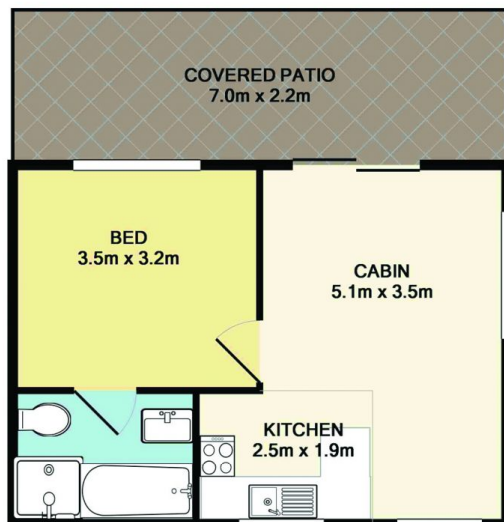 COVERED PATIO
7.0m x 2.2m
BED
3.5m x 3.2m
CABIN
5.1m x 3.5m
KITCHEN
2.5m x 1.9m